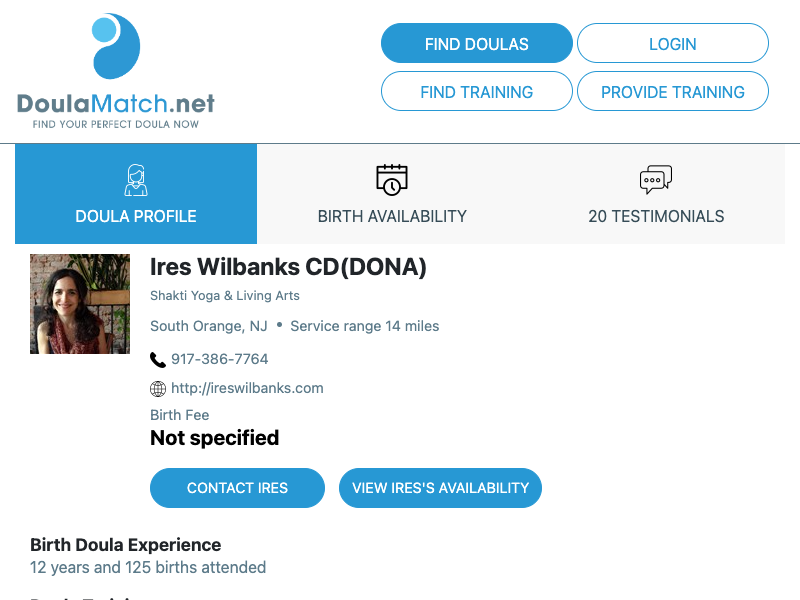 DoulaMatch.net
FIND YOUR PERFECT DOULA NOW
FIND DOULAS
LOGIN
FIND TRAINING
PROVIDE TRAINING
DOULA PROFILE
BIRTH AVAILABILITY
20 TESTIMONIALS
Ires Wilbanks CD(DONA)
Shakti Yoga & Living Arts
South Orange, NJ • Service range 14 miles
917-386-7764
http://ireswilbanks.com
Birth Fee
Not specified
CONTACT IRES
VIEW IRES'S AVAILABILITY
Birth Doula Experience
12 years and 125 births attended